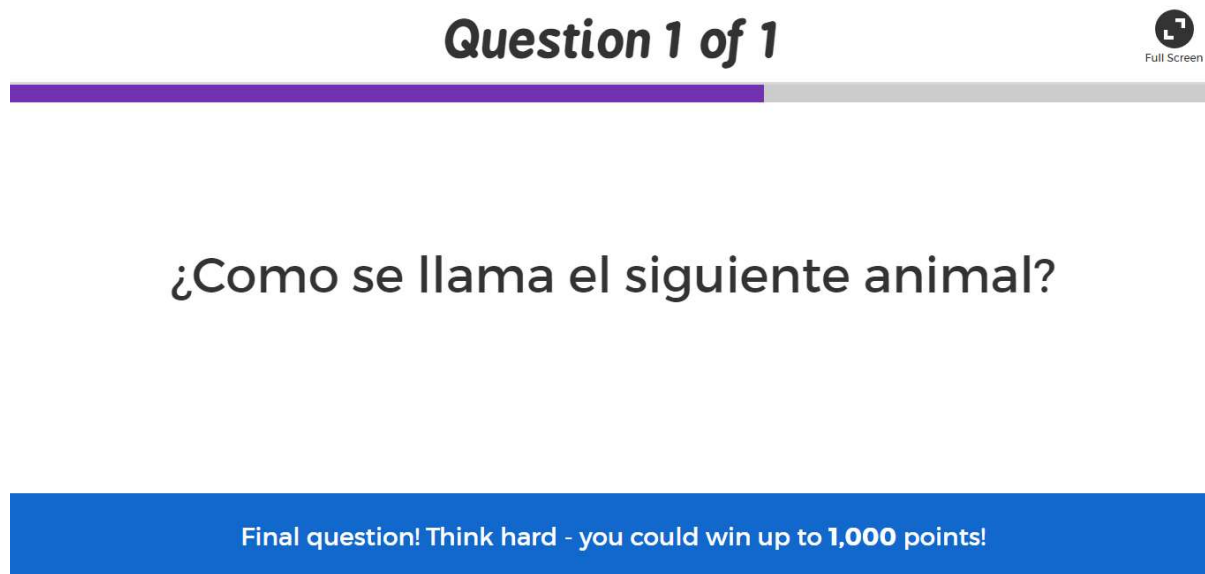 Question 1 of 1
Full Screen
¿Como se llama el siguiente animal?
Final question! Think hard - you could win up to 1,000 points!